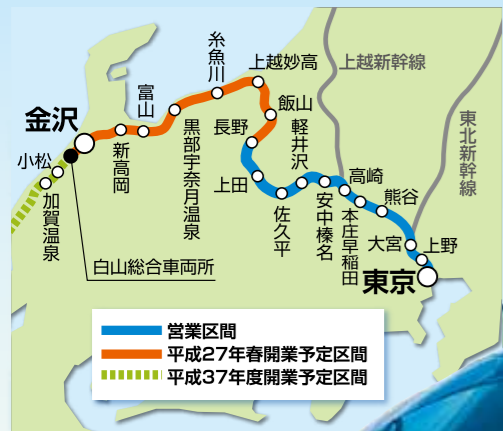 糸魚川
上越妙高
上越新幹線
富山
飯山
金沢
長野
軽井沢
東北新幹線
小松
新高岡
黒部宇奈月温泉
高崎
上田
熊谷
加賀温泉
佐久平
安中榛名
本庄早稲田
大宮
上野
白山総合車両所
東京
営業区間
平成27年春開業予定区間
平成37年度開業予定区間